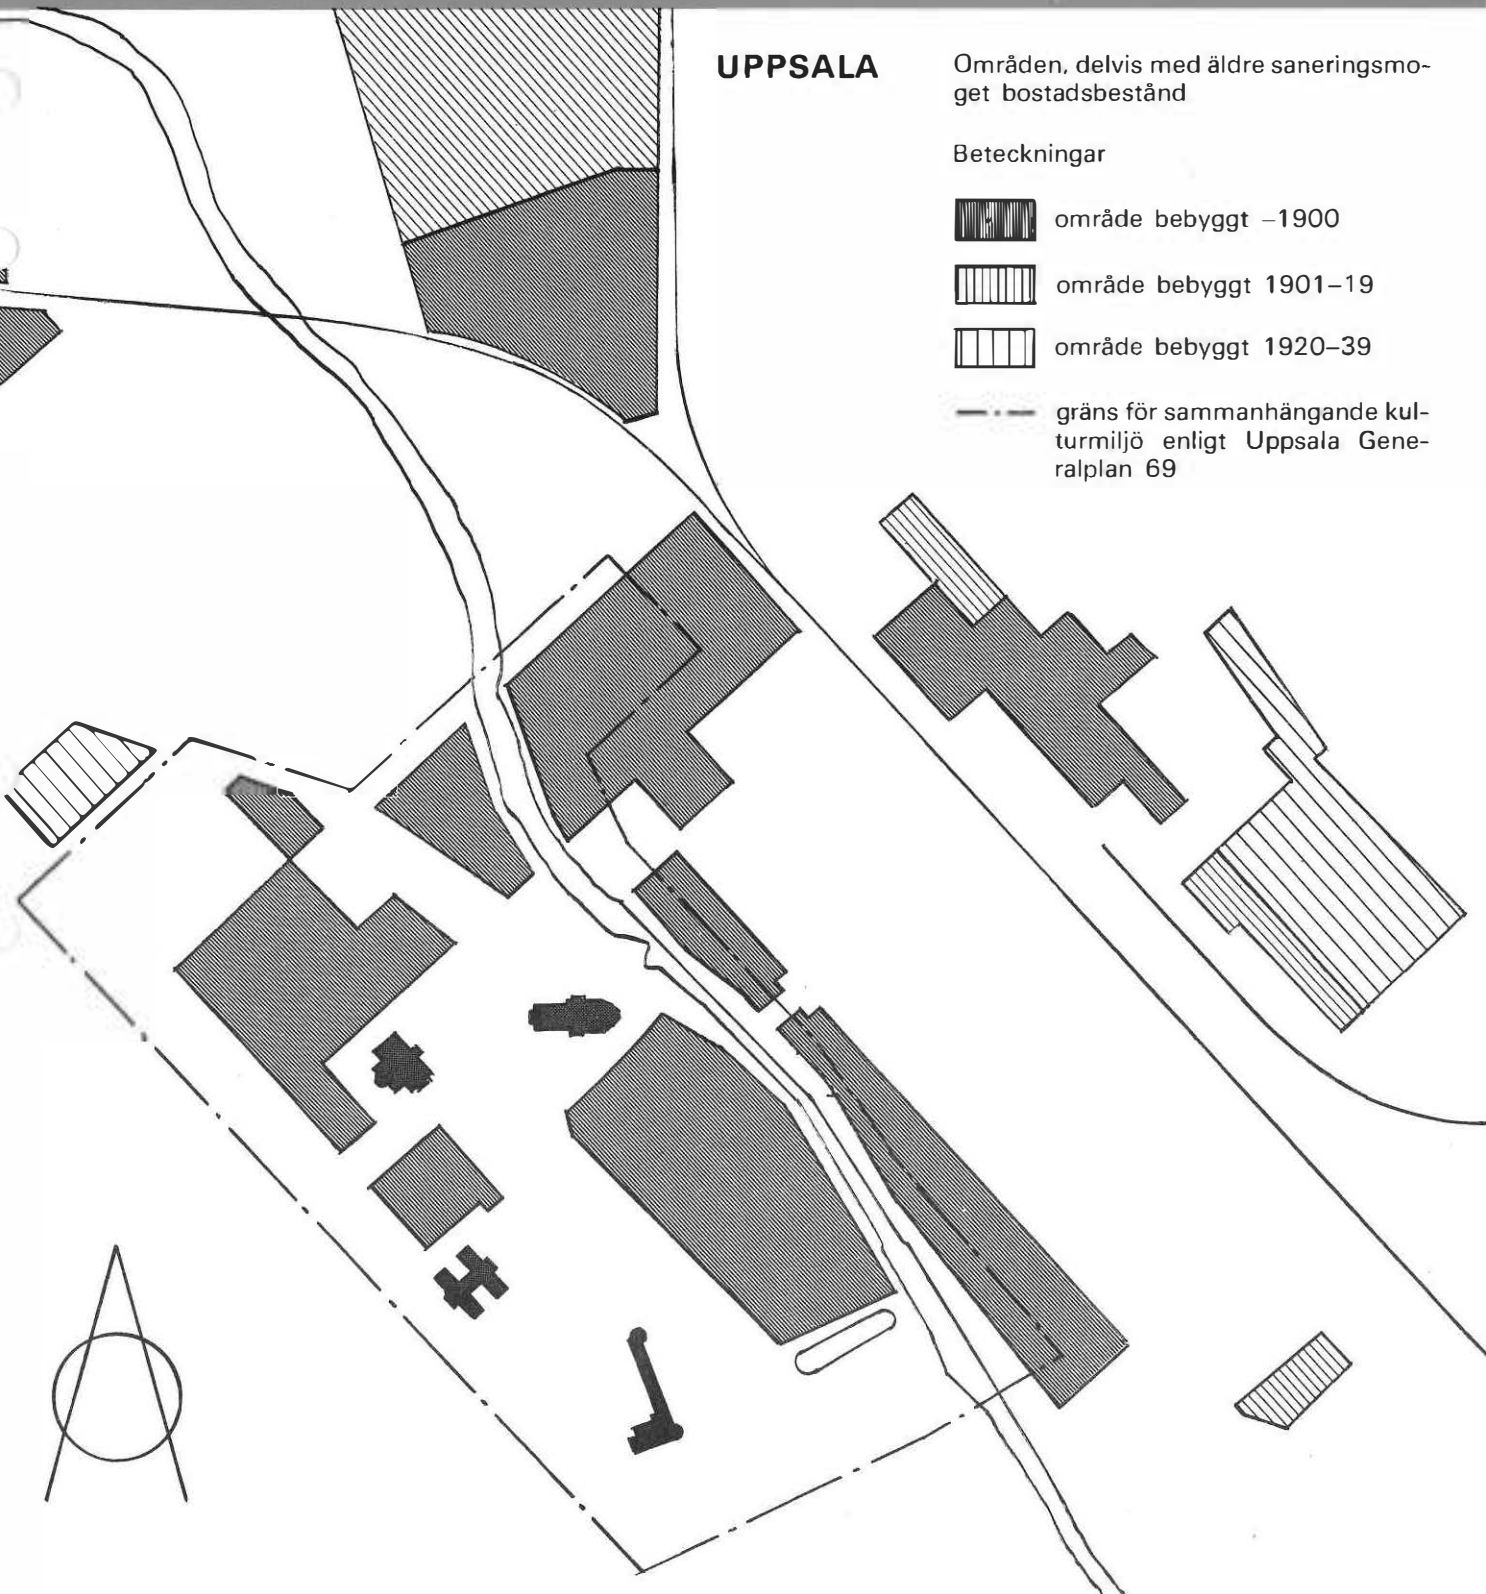 UPPSALA
Områden, delvis med äldre saneringsmo-
get bostadsbestånd
Beteckningar
område bebyggt –1900
område bebyggt 1901–19
område bebyggt 1920–39
gräns för sammanhängande kul-
turmiljö enligt Uppsala Gene-
ralplan 69